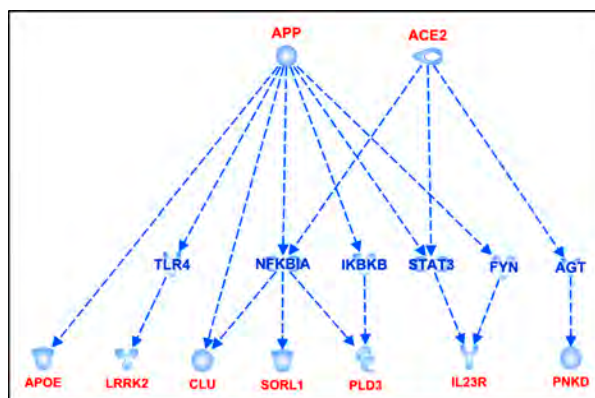 APP ACE2
TLR4 NFKBIA IKBKB STAT3 FYN AGT
APOE LRRK2 CLU SORL1 PLD3 IL23R PNKD